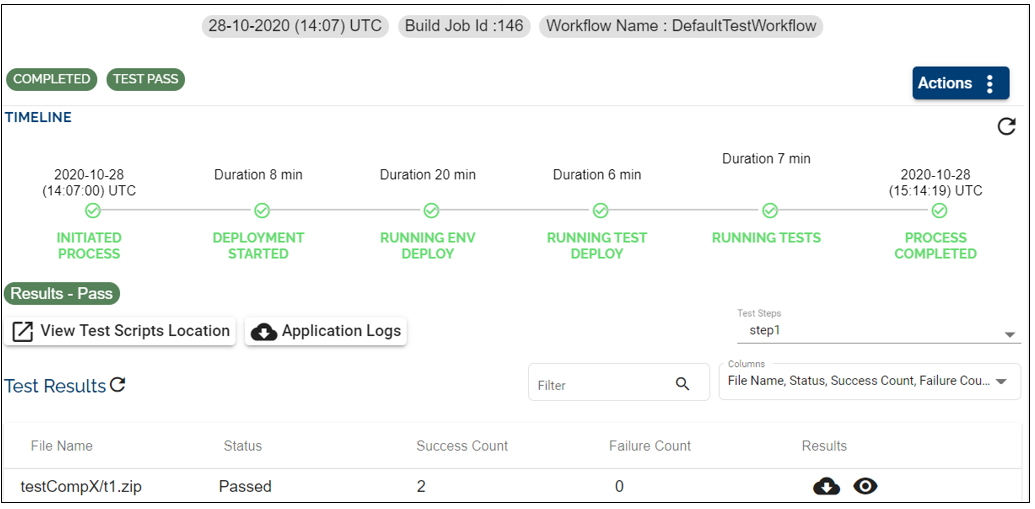 28-10-2020 (14:07) UTC Build Job Id :146 Workflow Name : DefaultTestWorkflow
COMPLETED TEST PASS Actions
TIMELINE
2020-10-28 (14:07:00) UTC Duration 8 min Duration 20 min Duration 6 min Duration 7 min 2020-10-28 (15:14:19) UTC
INITIATED PROCESS DEPLOYMENT STARTED RUNNING ENV DEPLOY RUNNING TEST DEPLOY RUNNING TESTS PROCESS COMPLETED
Results - Pass
View Test Scripts Location Application Logs
Test Steps
step1
Test Results
Filter
Columns
File Name, Status, Success Count, Failure Cou...
File Name Status Success Count Failure Count Results
testCompX/t1.zip Passed 2 0